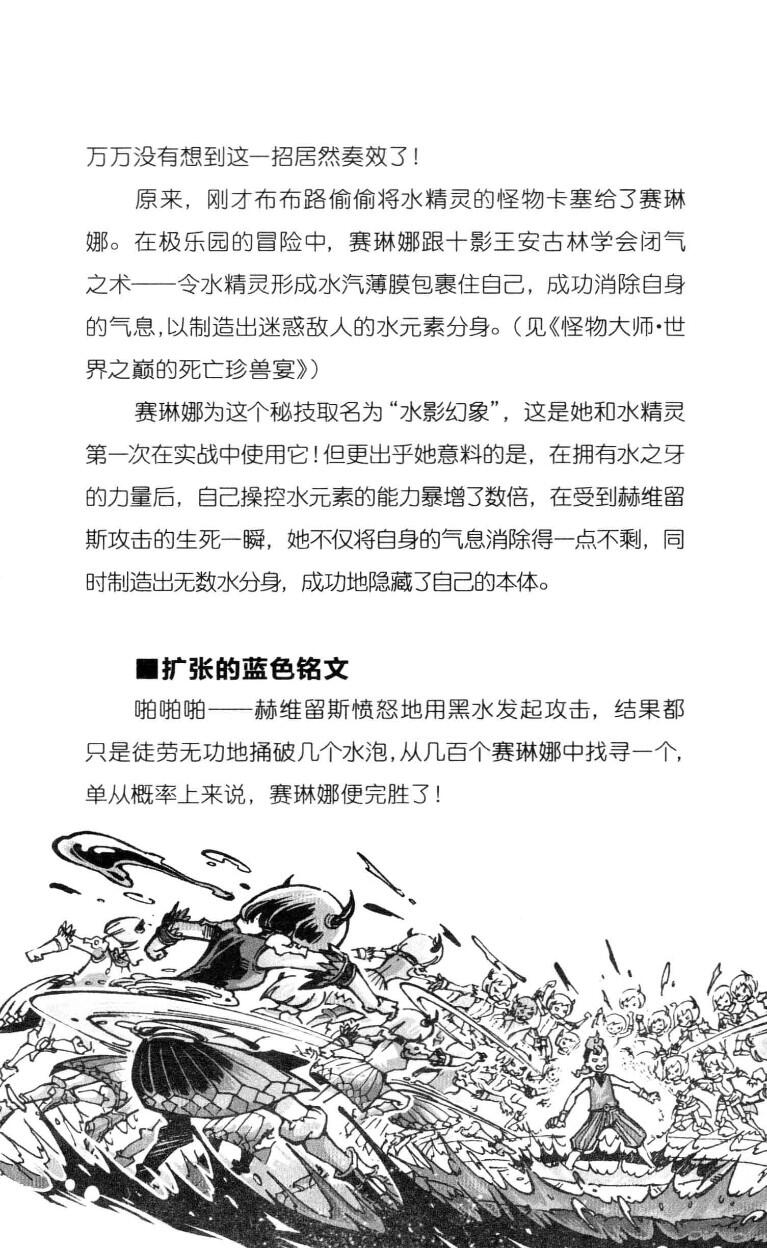 万万没有想到这一招居然奏效了!
原来，刚才布布路偷偷将水精灵的怪物卡塞给了赛琳
娜。在极乐园的冒险中，赛琳娜跟十影王安古林学会闭气
之术——令水精灵形成水汽薄膜包裹住自己，成功消除自身
的气息,以制造出迷惑敌人的水元素分身。（见《怪物大师•世
界之巅的死亡珍兽宴》）
赛琳娜为这个秘技取名为“水影幻象”，这是她和水精灵
第一次在实战中使用它!但更出乎她意料的是，在拥有水之牙
的力量后，自己操控水元素的能力暴增了数倍，在受到赫维留
斯攻击的生死一瞬，她不仅将自身的气息消除得一点不剩，同
时制造出无数水分身，成功地隐藏了自己的本体。
■扩张的蓝色铭文
啪啪啪——赫维留斯愤怒地用黑水发起攻击，结果都
只是徒劳无功地捅破几个水泡,从几百个赛琳娜中找寻一个,
单从概率上来说，赛琳娜便完胜了!